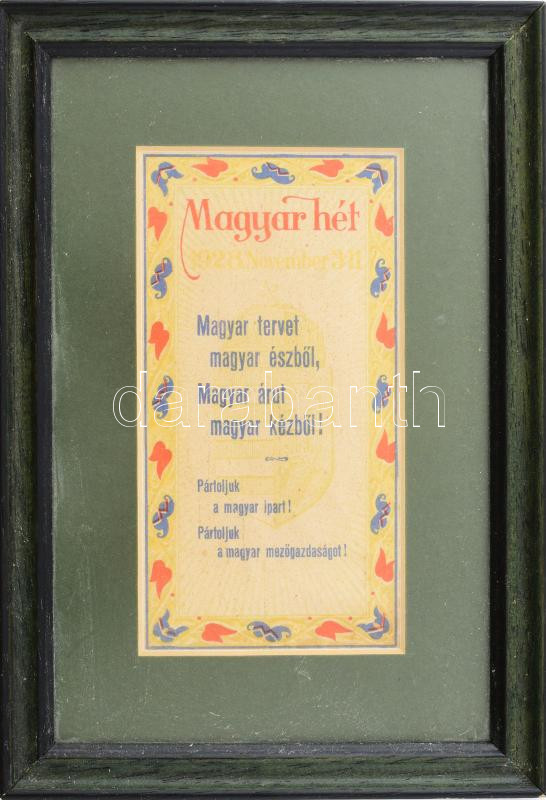 Magyar hét
1928. November 3-11.
Magyar tervet
magyar észből,
Magyar árut
magyar kézből!
Pártoljuk
a magyar ipart!
Pártoljuk
a magyar mezőgazdaságot!
darabanth